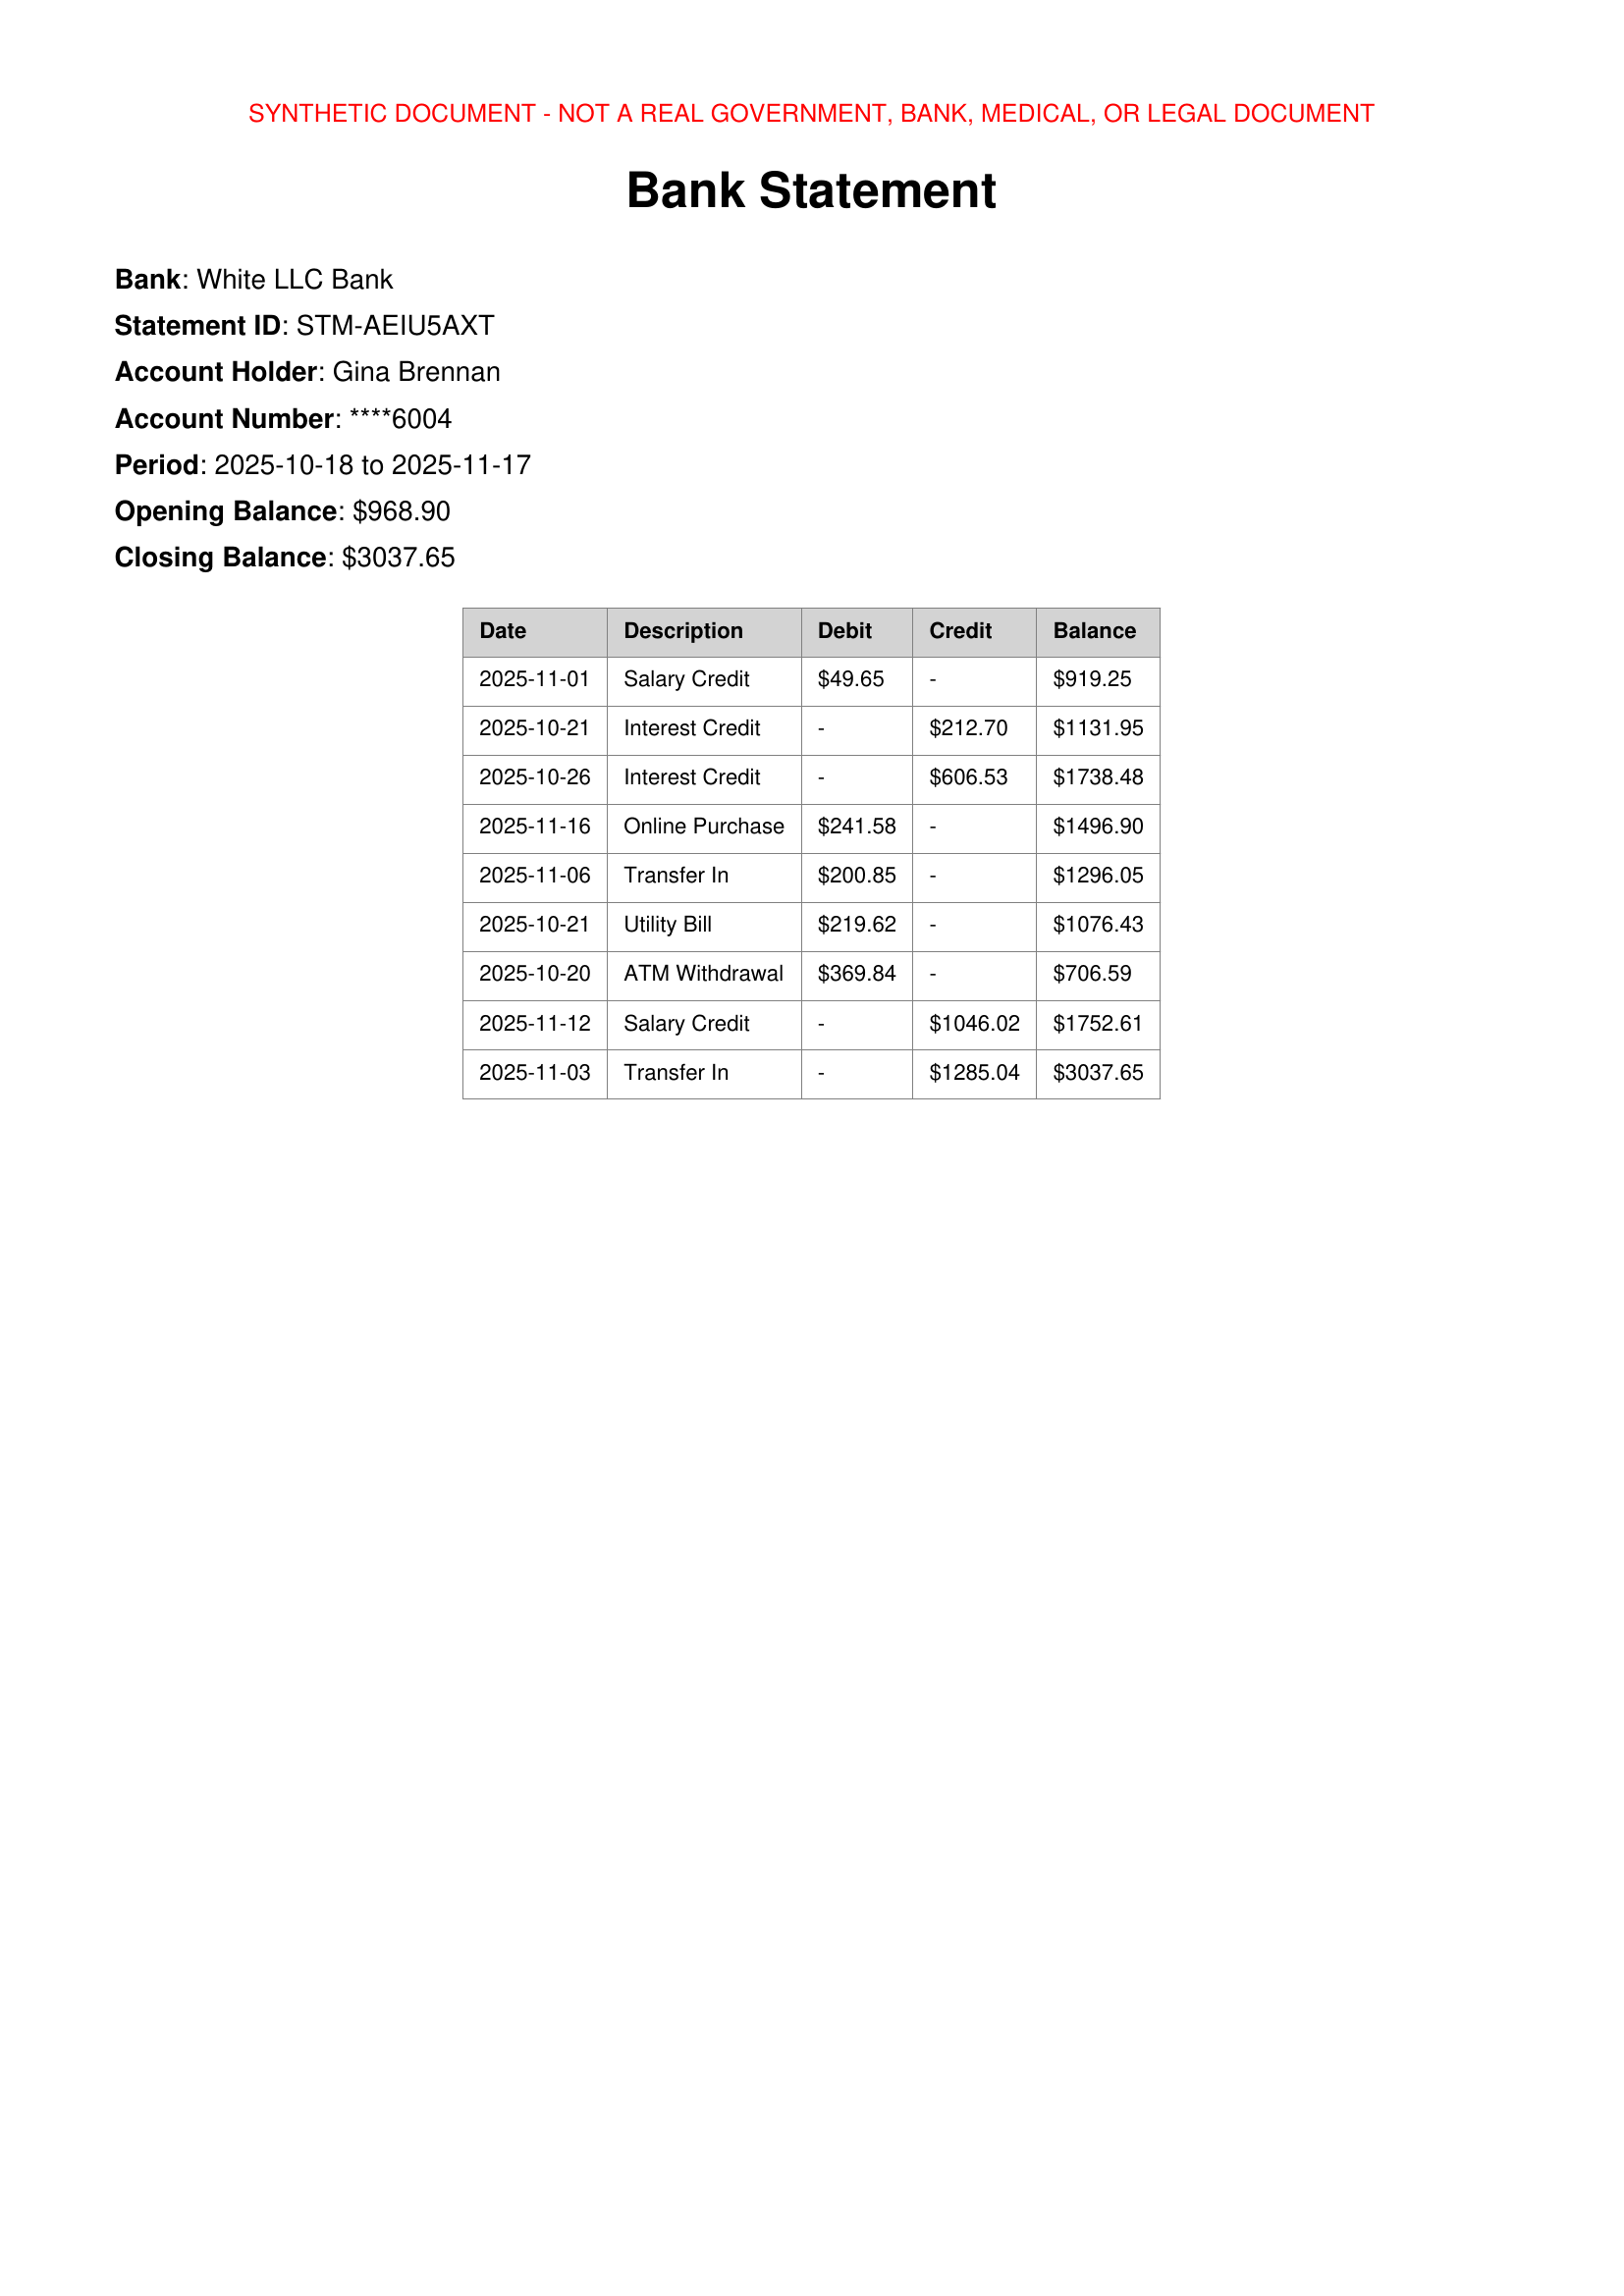 SYNTHETIC DOCUMENT - NOT A REAL GOVERNMENT, BANK, MEDICAL, OR LEGAL DOCUMENT
Bank Statement
Bank: White LLC Bank
Statement ID: STM-AEIU5AXT
Account Holder: Gina Brennan
Account Number: ****6004
Period: 2025-10-18 to 2025-11-17
Opening Balance: $968.90
Closing Balance: $3037.65
Date Description Debit Credit Balance
2025-11-01 Salary Credit $49.65 - $919.25
2025-10-21 Interest Credit - $212.70 $1131.95
2025-10-26 Interest Credit - $606.53 $1738.48
2025-11-16 Online Purchase $241.58 - $1496.90
2025-11-06 Transfer In $200.85 - $1296.05
2025-10-21 Utility Bill $219.62 - $1076.43
2025-10-20 ATM Withdrawal $369.84 - $706.59
2025-11-12 Salary Credit - $1046.02 $1752.61
2025-11-03 Transfer In - $1285.04 $3037.65